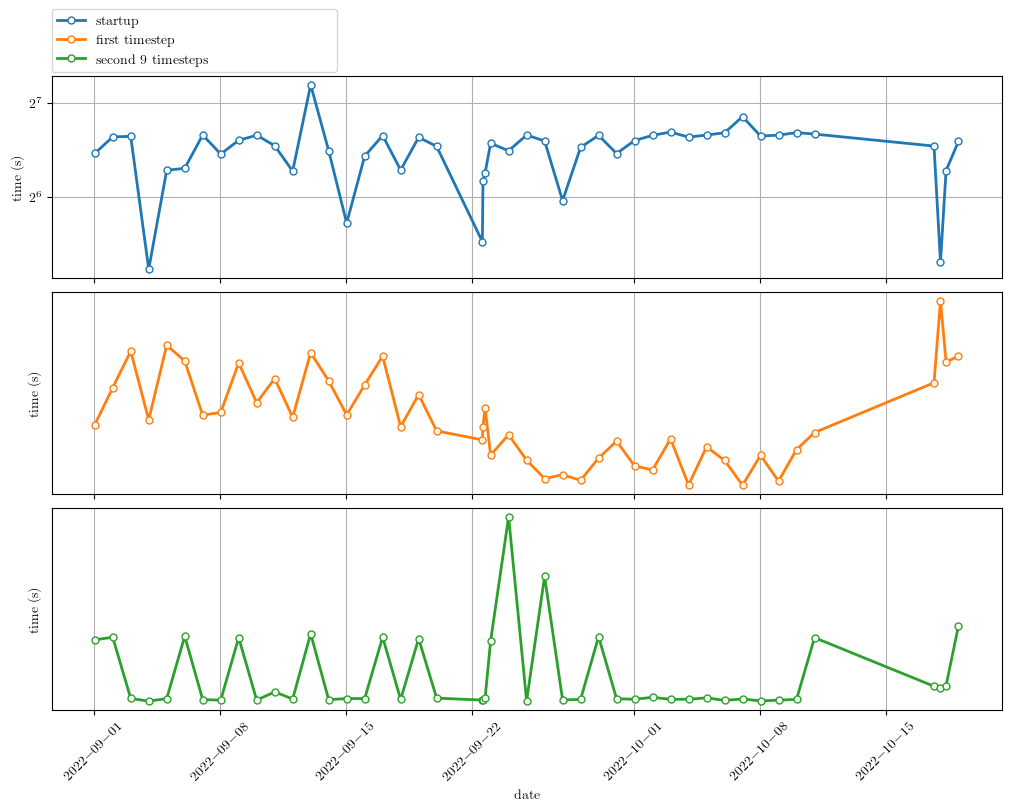 startup
first timestep
second 9 timesteps
2^7
2^6
time (s)
time (s)
time (s)
2022−09−01
2022−09−08
2022−09−15
2022−09−22
2022−10−01
2022−10−08
2022−10−15
date